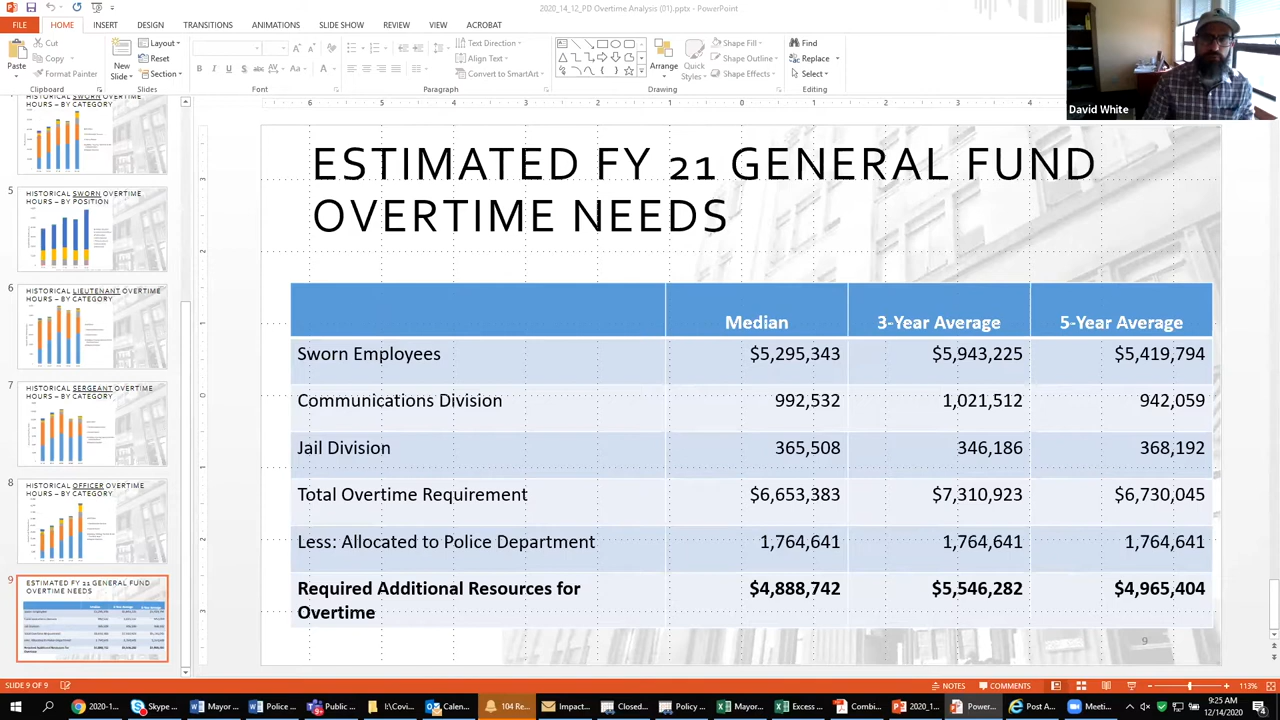 2020_14_12_PD Overtime Analysis (01).pptx - PowerPoint
FILE HOME INSERT DESIGN TRANSITIONS ANIMATIONS SLIDE SHOW REVIEW VIEW ACROBAT
Cut
Copy
Format Painter
Paste
Clipboard
New
Slide
Layout
Reset
Section
Slides
Font
Paragraph
Text Direction
Align Text
Convert to SmartArt
Arrange
Quick
Styles
Shape Fill
Shape Outline
Shape Effects
Drawing
Find
Replace
Select
Editing
David White
HISTORICAL SWORN OVERTIME
HOURS – BY CATEGORY
5
HISTORICAL SWORN OVERTIME
HOURS – BY POSITION
6
HISTORICAL LIEUTENANT OVERTIME
HOURS – BY CATEGORY
7
HISTORICAL SERGEANT OVERTIME
HOURS – BY CATEGORY
8
HISTORICAL OFFICER OVERTIME
HOURS – BY CATEGORY
9
ESTIMATED FY 21 GENERAL FUND
OVERTIME NEEDS
ESTIMATED FY 21 GENERAL FUND
OVERTIME NEEDS
Median 3-Year Average 5-Year Average
Sworn Employees $5,295,343 $5,943,225 $5,419,794
Communications Division 992,532 1,021,512 942,059
Jail Division 365,508 346,186 368,192
Total Overtime Requirement $6,653,383 $7,310,923 $6,730,045
Less: Allocated to Police Department 1,764,641 1,764,641 1,764,641
Required Additional Resources for $4,888,742 $5,546,282 $4,965,404
Overtime
9
SLIDE 9 OF 9 NOTES COMMENTS 113%
2020-1... Skype ... Mayor ... Police ... Public ... \\Covi... Calen... 104 Re... Impact... Closed... Policy ... Mayor... Excess ... Combi... 2020_1... Power... Post A... Meeti...
9:25 AM
12/14/2020
4